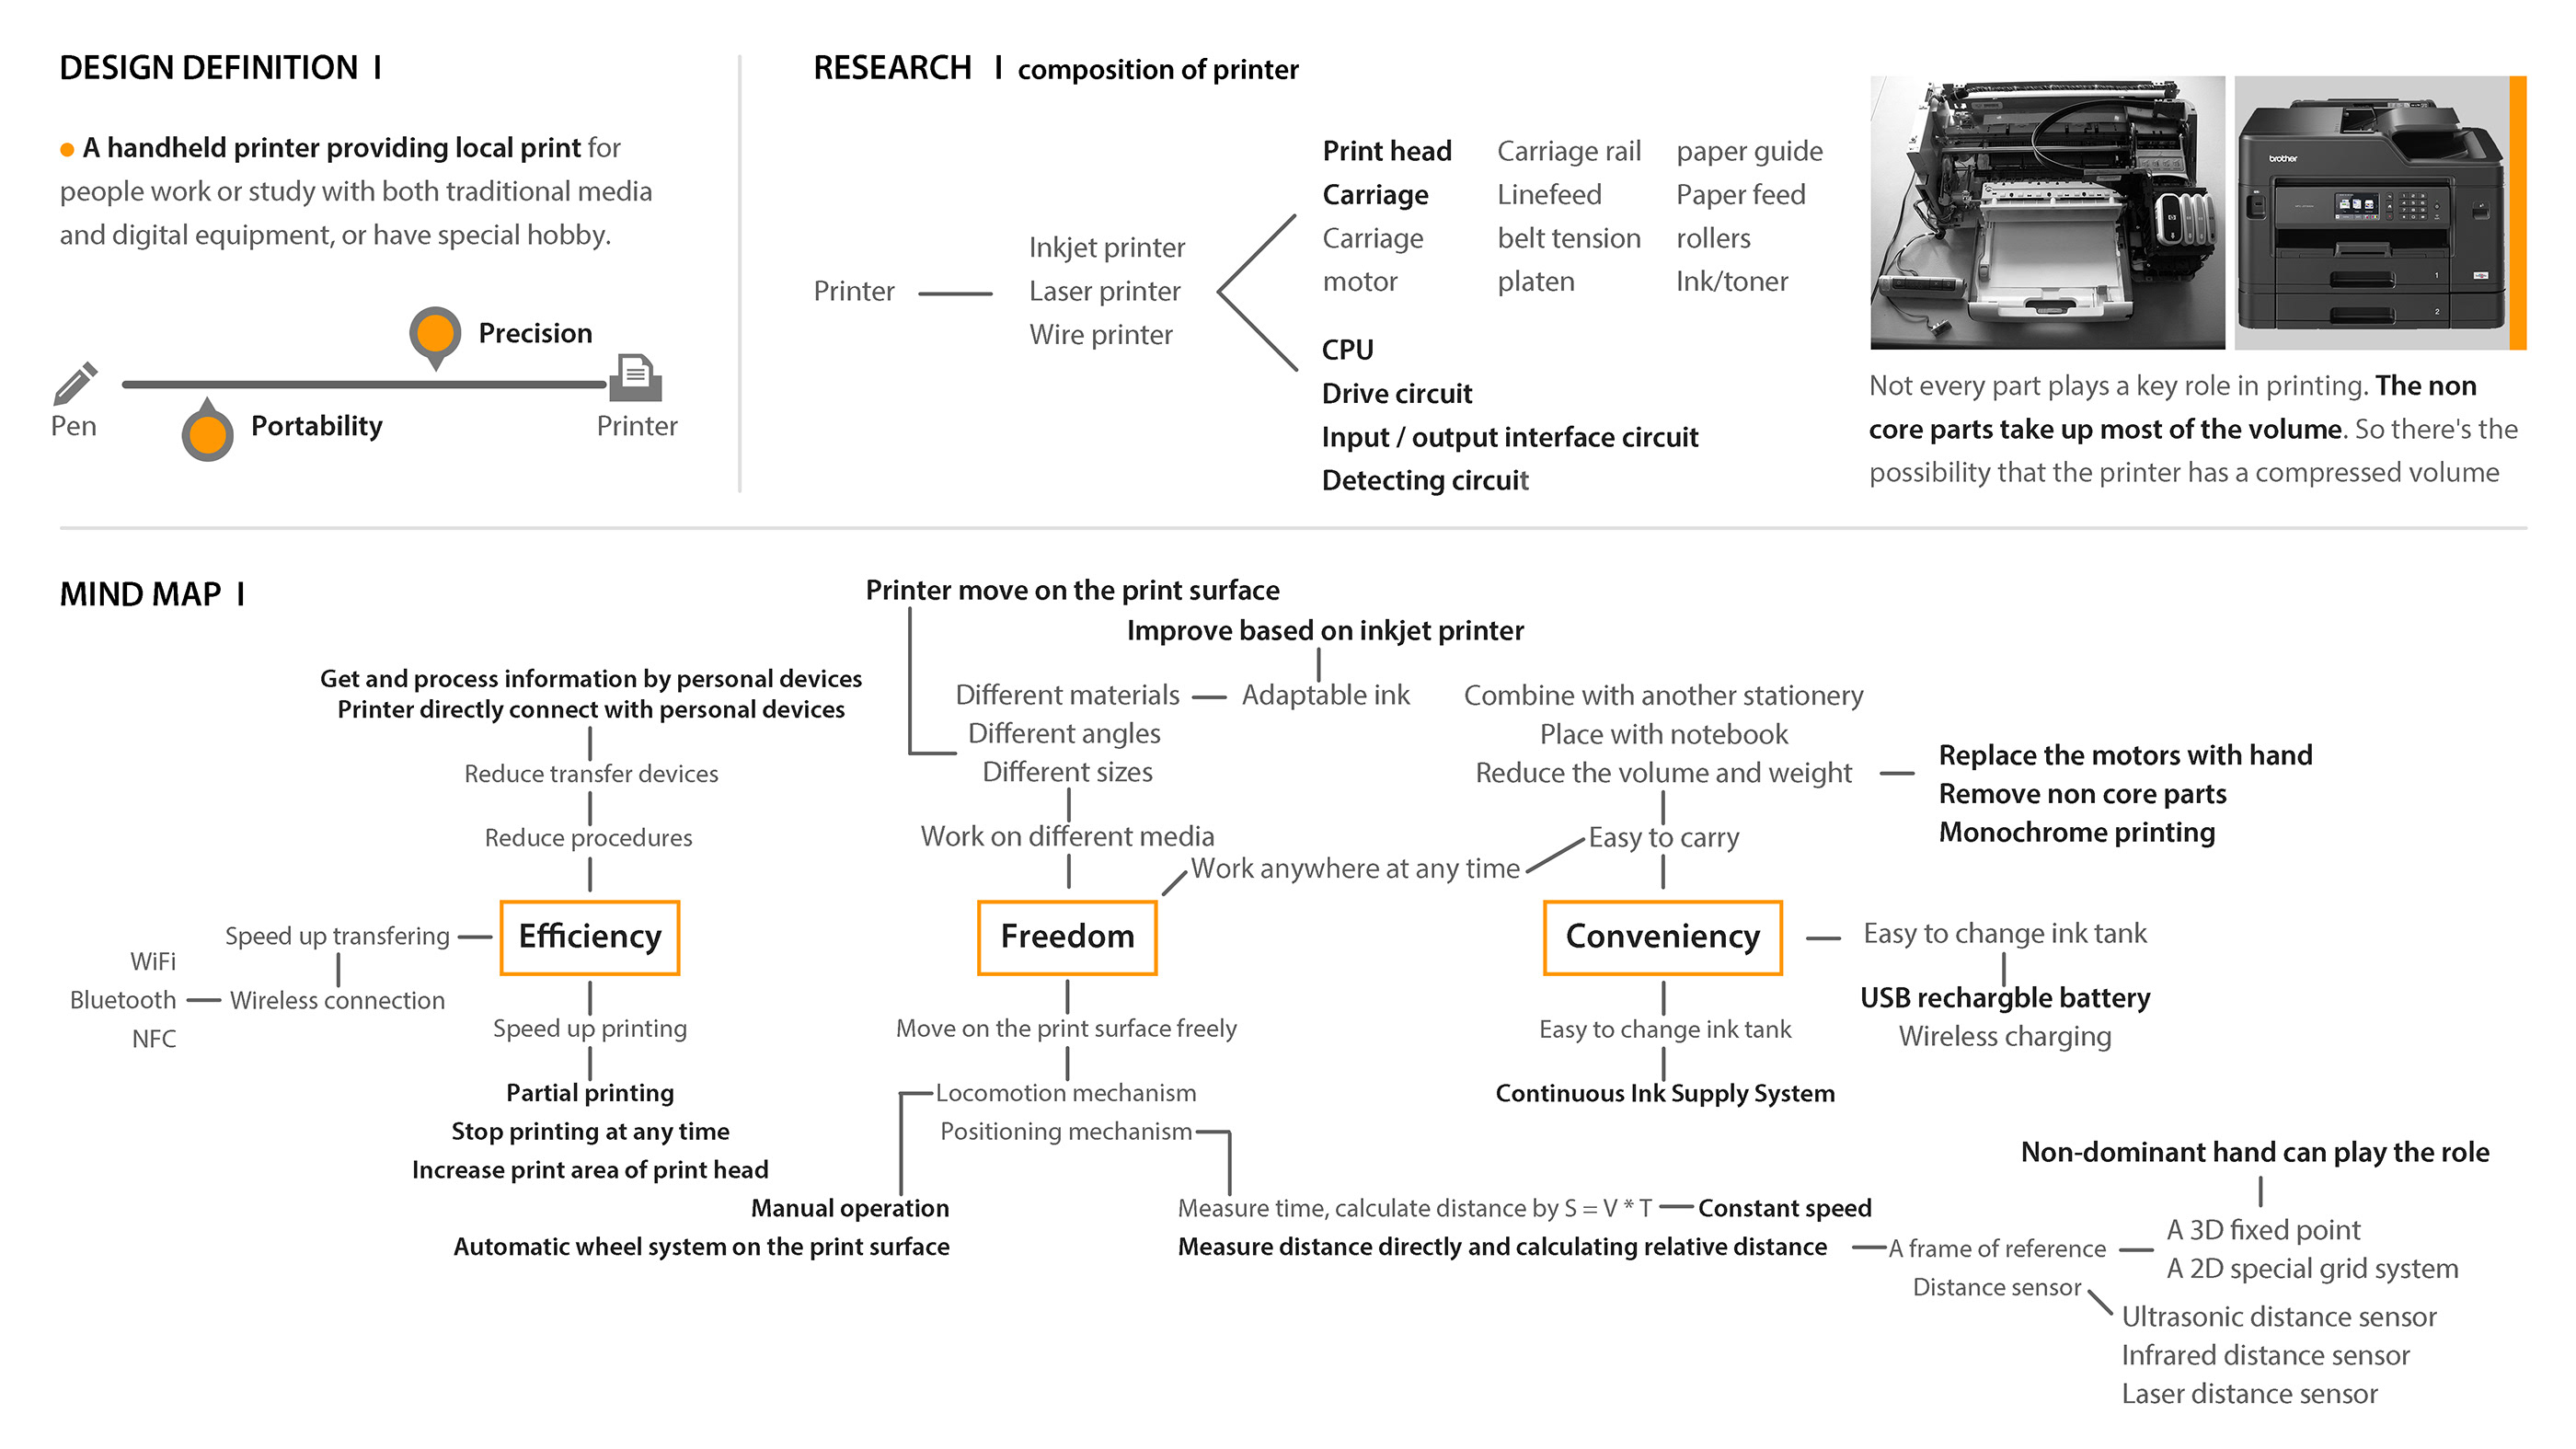 DESIGN DEFINITION I
A handheld printer providing local print for
people work or study with both traditional media
and digital equipment, or have special hobby.
Precision
Pen
Portability
Printer
RESEARCH I composition of printer
Printer
Inkjet printer
Laser printer
Wire printer
Print head
Carriage
Carriage
motor
Carriage rail
Linefeed
belt tension
platen
paper guide
Paper feed
rollers
Ink/toner
CPU
Drive circuit
Input / output interface circuit
Detecting circuit
brother
1
2
Not every part plays a key role in printing. The non
core parts take up most of the volume. So there's the
possibility that the printer has a compressed volume
MIND MAP I
Get and process information by personal devices
Printer directly connect with personal devices
Reduce transfer devices
Reduce procedures
Efficiency
Speed up transfering
Wireless connection
WiFi
Bluetooth
NFC
Speed up printing
Partial printing
Stop printing at any time
Increase print area of print head
Printer move on the print surface
Improve based on inkjet printer
Different materials
Adaptable ink
Different angles
Different sizes
Work on different media
Work anywhere at any time
Freedom
Move on the print surface freely
Locomotion mechanism
Positioning mechanism
Manual operation
Automatic wheel system on the print surface
Measure time, calculate distance by S = V * T
Constant speed
Measure distance directly and calculating relative distance
A frame of reference
Distance sensor
Non-dominant hand can play the role
A 3D fixed point
A 2D special grid system
Ultrasonic distance sensor
Infrared distance sensor
Laser distance sensor
Combine with another stationery
Place with notebook
Reduce the volume and weight
Replace the motors with hand
Remove non core parts
Monochrome printing
Easy to carry
Conveniency
Easy to change ink tank
USB rechargble battery
Wireless charging
Easy to change ink tank
Continuous Ink Supply System